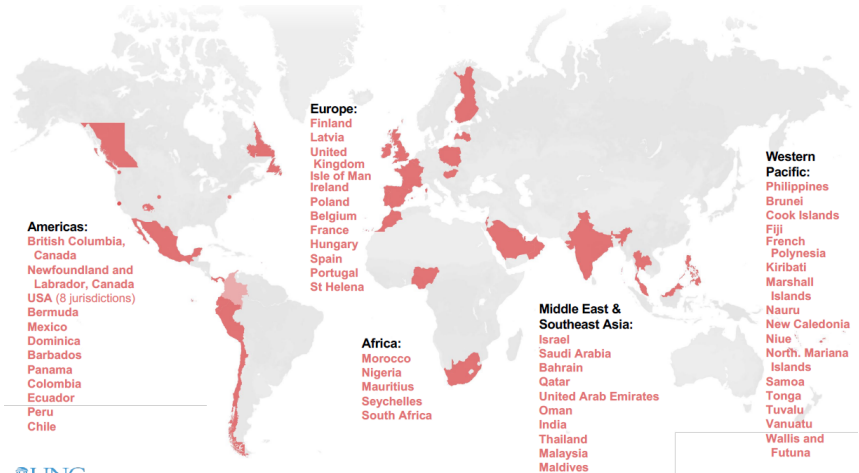 Americas:
British Columbia,
Canada
Newfoundland and
Labrador, Canada
USA (8 jurisdictions)
Bermuda
Mexico
Dominica
Barbados
Panama
Colombia
Ecuador
Peru
Chile
Europe:
Finland
Latvia
United
Kingdom
Isle of Man
Ireland
Poland
Belgium
France
Hungary
Spain
Portugal
St Helena
Africa:
Morocco
Nigeria
Mauritius
Seychelles
South Africa
Middle East &
Southeast Asia:
Israel
Saudi Arabia
Bahrain
Qatar
United Arab Emirates
Oman
India
Thailand
Malaysia
Maldives
Western
Pacific:
Philippines
Brunei
Cook Islands
Fiji
French
Polynesia
Kiribati
Marshall
Islands
Nauru
New Caledonia
Niue
North. Mariana
Islands
Samoa
Tonga
Tuvalu
Vanuatu
Wallis and
Futuna
UNC